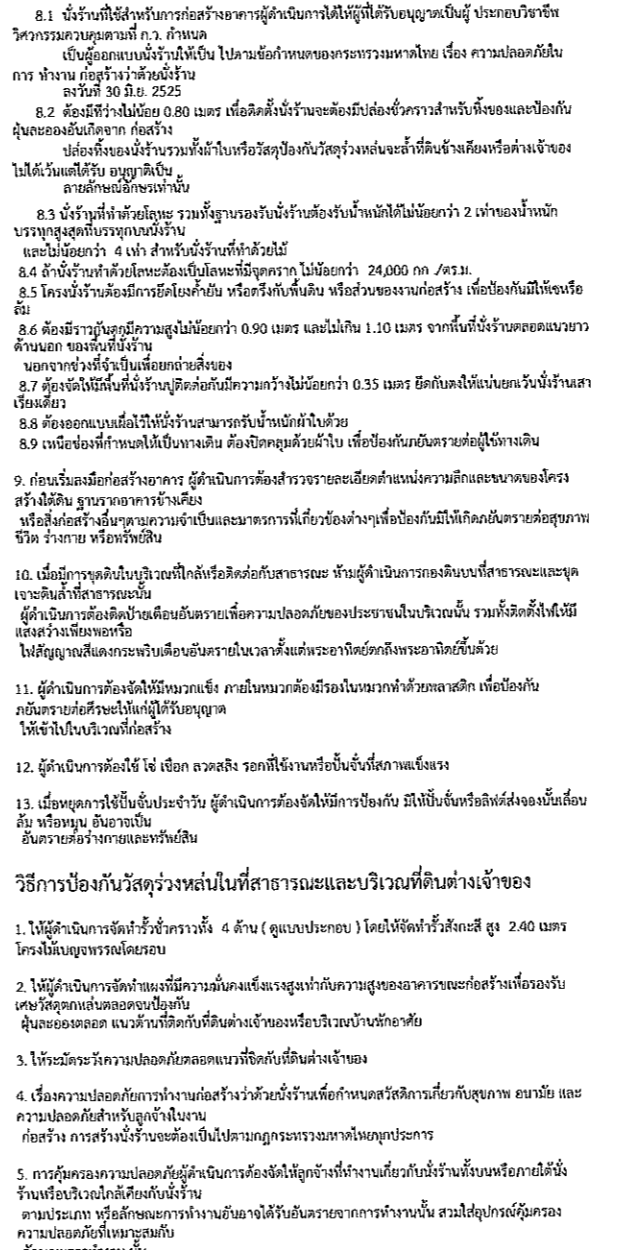 8.1 นั่งร้านที่ใช้สำหรับการก่อสร้างอาคารผู้ดำเนินการได้ให้ผู้ที่ได้รับอนุญาตเป็นผู้ ประกอบวิชาชีพ
วิศวกรรมควบคุมตามที่ ก.ว. กำหนด
เป็นผู้ออกแบบนั่งร้านให้เป็น ไปตามข้อกำหนดของกระทรวงมหาดไทย เรื่อง ความปลอดภัยใน
การ ทำงาน ก่อสร้างว่าด้วยนั่งร้าน
ลงวันที่ 30 มิ.ย. 2525
8.2 ต้องมีที่ว่างไม่น้อย 0.80 เมตร เพื่อติดตั้งนั่งร้านจะต้องมีปล่องชั่วคราวสำหรับทิ้งของและป้องกัน
ฝุ่นละอองอันเกิดจาก ก่อสร้าง
ปล่องทิ้งของนั่งร้านรวมทั้งผ้าใบหรือวัสดุป้องกันวัสดุร่วงหล่นจะล้ำที่ดินข้างเคียงหรือต่างเจ้าของ
ไม่ได้เว้นแต่ได้รับ อนุญาติเป็น
ลายลักษณ์อักษรเท่านั้น
8.3 นั่งร้านที่ทำด้วยโลหะ รวมทั้งฐานรองรับนั่งร้านต้องรับน้ำหนักได้ไม่น้อยกว่า 2 เท่าของน้ำหนัก
บรรทุกสูงสุดที่บรรทุกบนนั่งร้าน
และไม่น้อยกว่า 4 เท่า สำหรับนั่งร้านที่ทำด้วยไม้
8.4 ถ้านั่งร้านทำด้วยโลหะต้องเป็นโลหะที่มีจุดคราก ไม่น้อยกว่า 24,000 กก ./ตร.ม.
8.5 โครงนั่งร้านต้องมีการยึดโยงค้ำยัน หรือตรึงกับพื้นดิน หรือส่วนของงานก่อสร้าง เพื่อป้องกันมิให้เซหรือ
ล้ม
8.6 ต้องมีราวกันตกมีความสูงไม่น้อยกว่า 0.90 เมตร และไม่เกิน 1.10 เมตร จากพื้นที่นั่งร้านตลอดแนวยาว
ด้านนอก ของพื้นที่นั่งร้าน
นอกจากช่วงที่จำเป็นเพื่อยกถ่ายสิ่งของ
8.7 ต้องจัดให้มีพื้นที่นั่งร้านปูติดต่อกันมีความกว้างไม่น้อยกว่า 0.35 เมตร ยึดกับตงให้แน่นยกเว้นนั่งร้านเสา
เรียงเดี่ยว
8.8 ต้องออกแบบเผื่อไว้ให้นั่งร้านสามารถรับน้ำหนักผ้าใบด้วย
8.9 เหนือช่องที่กำหนดให้เป็นทางเดิน ต้องปิดคลุมด้วยผ้าใบ เพื่อป้องกันภยันตรายต่อผู้ใช้ทางเดิน
9. ก่อนเริ่มลงมือก่อสร้างอาคาร ผู้ดำเนินการต้องสำรวจรายละเอียดตำแหน่งความลึกและขนาดของโครง
สร้างใต้ดิน ฐานรากอาคารข้างเคียง
หรือสิ่งก่อสร้างอื่นๆตามความจำเป็นและมาตรการที่เกี่ยวข้องต่างๆเพื่อป้องกันมิให้เกิดภยันตรายต่อสุขภาพ
ชีวิต ร่างกาย หรือทรัพย์สิน
10. เมื่อมีการขุดดินในบริเวณที่ใกล้หรือติดต่อกับสาธารณะ ห้ามผู้ดำเนินการกองดินบนที่สาธารณะและขุด
เจาะดินล้ำที่สาธารณะนั้น
ผู้ดำเนินการต้องติดป้ายเตือนอันตรายเพื่อความปลอดภัยของประชาชนในบริเวณนั้น รวมทั้งติดตั้งไฟให้มี
แสงสว่างเพียงพอหรือ
ไฟสัญญาณสีแดงกระพริบเตือนอันตรายในเวลาตั้งแต่พระอาทิตย์ตกถึงพระอาทิตย์ขึ้นด้วย
11. ผู้ดำเนินการต้องจัดให้มีหมวกแข็ง ภายในหมวกต้องมีรองในหมวกทำด้วยพลาสติก เพื่อป้องกัน
ภยันตรายต่อศีรษะให้แก่ผู้ได้รับอนุญาต
ให้เข้าไปในบริเวณที่ก่อสร้าง
12. ผู้ดำเนินการต้องใช้ โซ่ เชือก ลวดสลิง รอกที่ใช้งานหรือปั้นจั่นที่สภาพแข็งแรง
13. เมื่อหยุดการใช้ปั้นจั่นประจำวัน ผู้ดำเนินการต้องจัดให้มีการป้องกัน มิให้ปั้นจั่นหรือลิฟต์ส่งของนั้นเลื่อน
ล้ม หรือหมุน อันอาจเป็น
อันตรายต่อร่างกายและทรัพย์สิน
วิธีการป้องกันวัสดุร่วงหล่นในที่สาธารณะและบริเวณที่ดินต่างเจ้าของ
1. ให้ผู้ดำเนินการจัดทำรั้วชั่วคราวทั้ง 4 ด้าน ( ดูแบบประกอบ ) โดยให้จัดทำรั้วสังกะสี สูง 2.40 เมตร
โครงไม้เบญจพรรณโดยรอบ
2. ให้ผู้ดำเนินการจัดทำแผงที่มีความมั่นคงแข็งแรงสูงเท่ากับความสูงของอาคารขณะก่อสร้างเพื่อรองรับ
เศษวัสดุตกหล่นตลอดจนป้องกัน
ฝุ่นละอองตลอด แนวด้านที่ติดกับที่ดินต่างเจ้าของหรือบริเวณบ้านพักอาศัย
3. ให้ระมัดระวังความปลอดภัยตลอดแนวที่ชิดกับที่ดินต่างเจ้าของ
4. เรื่องความปลอดภัยการทำงานก่อสร้างว่าด้วยนั่งร้านเพื่อกำหนดสวัสดิการเกี่ยวกับสุขภาพ อนามัย และ
ความปลอดภัยสำหรับลูกจ้างในงาน
ก่อสร้าง การสร้างนั่งร้านจะต้องเป็นไปตามกฎกระทรวงมหาดไทยทุกประการ
5. การคุ้มครองความปลอดภัยผู้ดำเนินการต้องจัดให้ลูกจ้างที่ทำงานเกี่ยวกับนั่งร้านทั้งบนหรือภายใต้นั่ง
ร้านหรือบริเวณใกล้เคียงกับนั่งร้าน
ตามประเภท หรือลักษณะการทำงานอันอาจได้รับอันตรายจากการทำงานนั้น สวมใส่อุปกรณ์คุ้มครอง
ความปลอดภัยที่เหมาะสมกับ